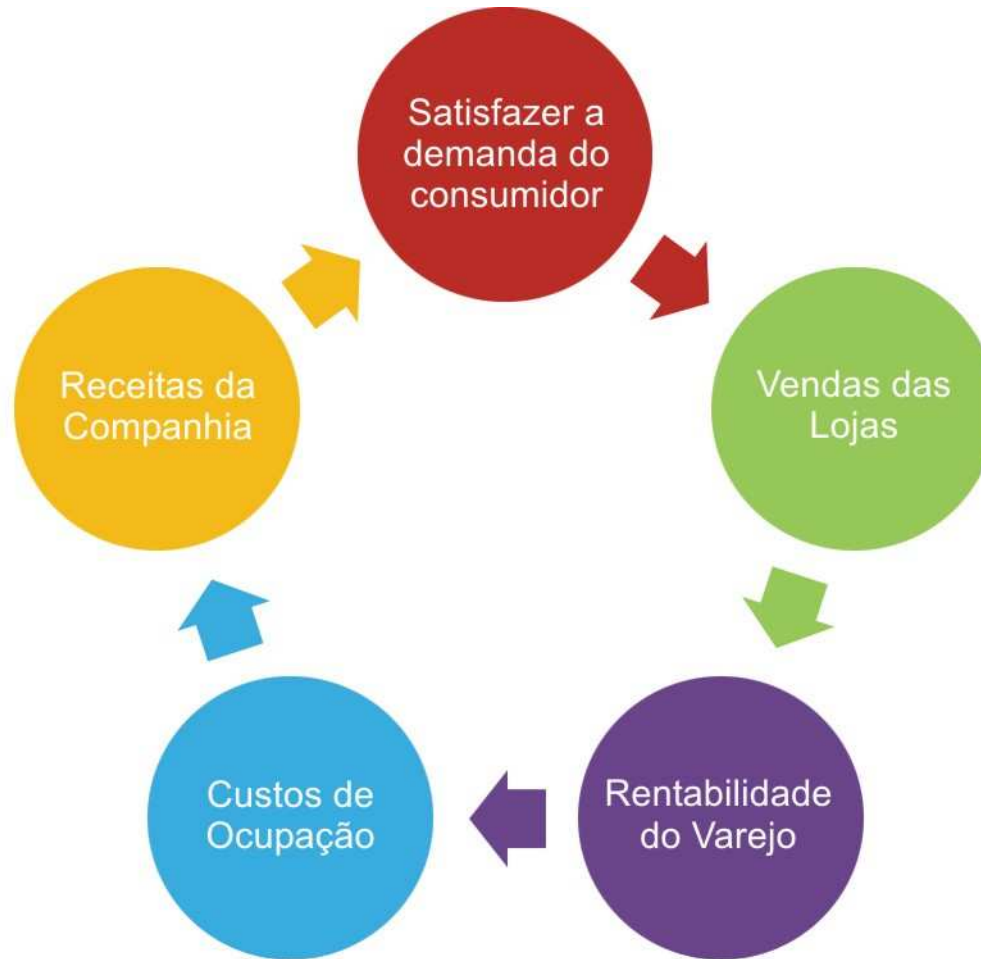 Satisfazer a
demanda do
consumidor
Vendas das
Lojas
Rentabilidade
do Varejo
Custos de
Ocupação
Receitas da
Companhia